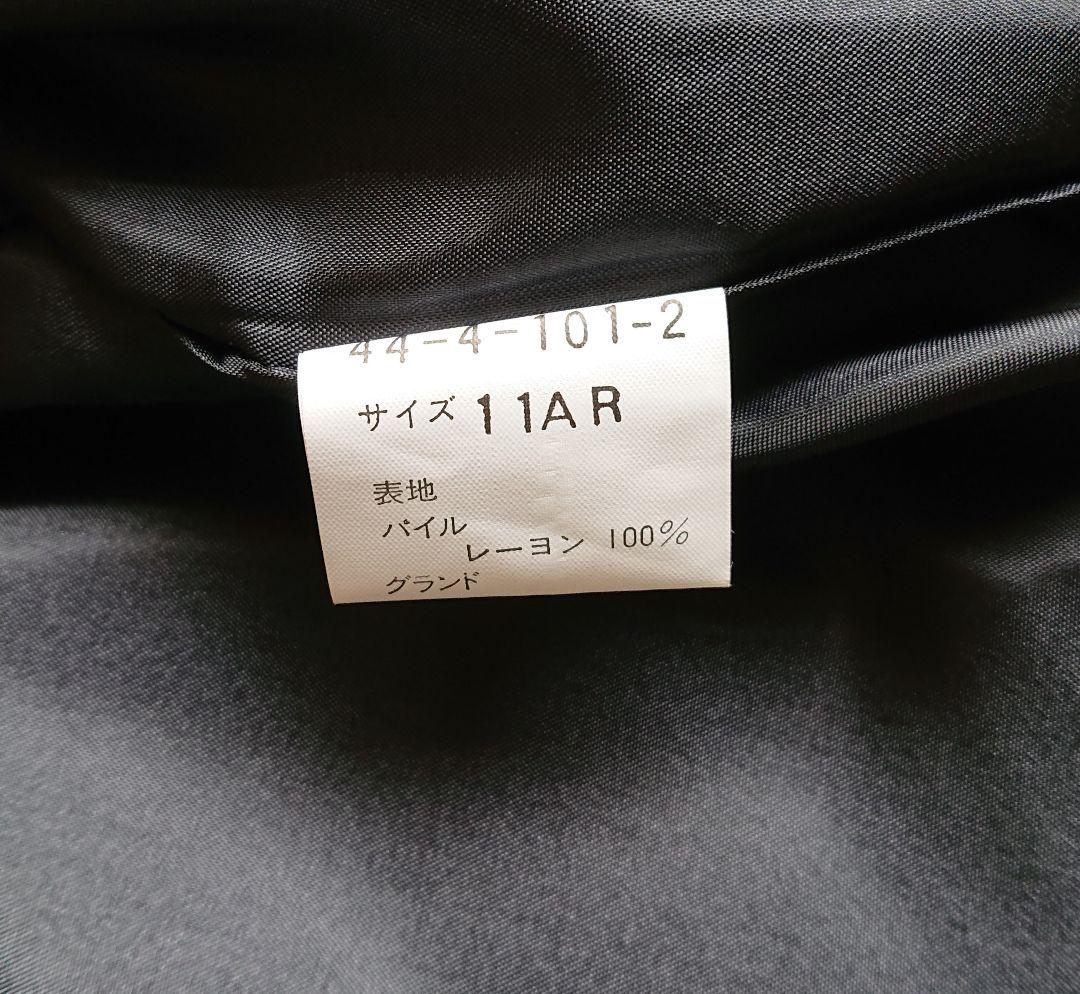 44-4-101-2
サイズ 11AR
表地
パイル
レーヨン 100%
グランド